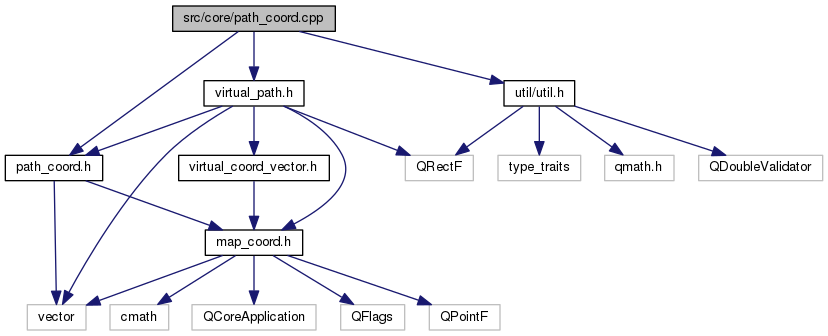 src/core/path_coord.cpp
virtual_path.h
util/util.h
path_coord.h
virtual_coord_vector.h
QRectF
type_traits
qmath.h
QDoubleValidator
map_coord.h
vector
cmath
QCoreApplication
QFlags
QPointF